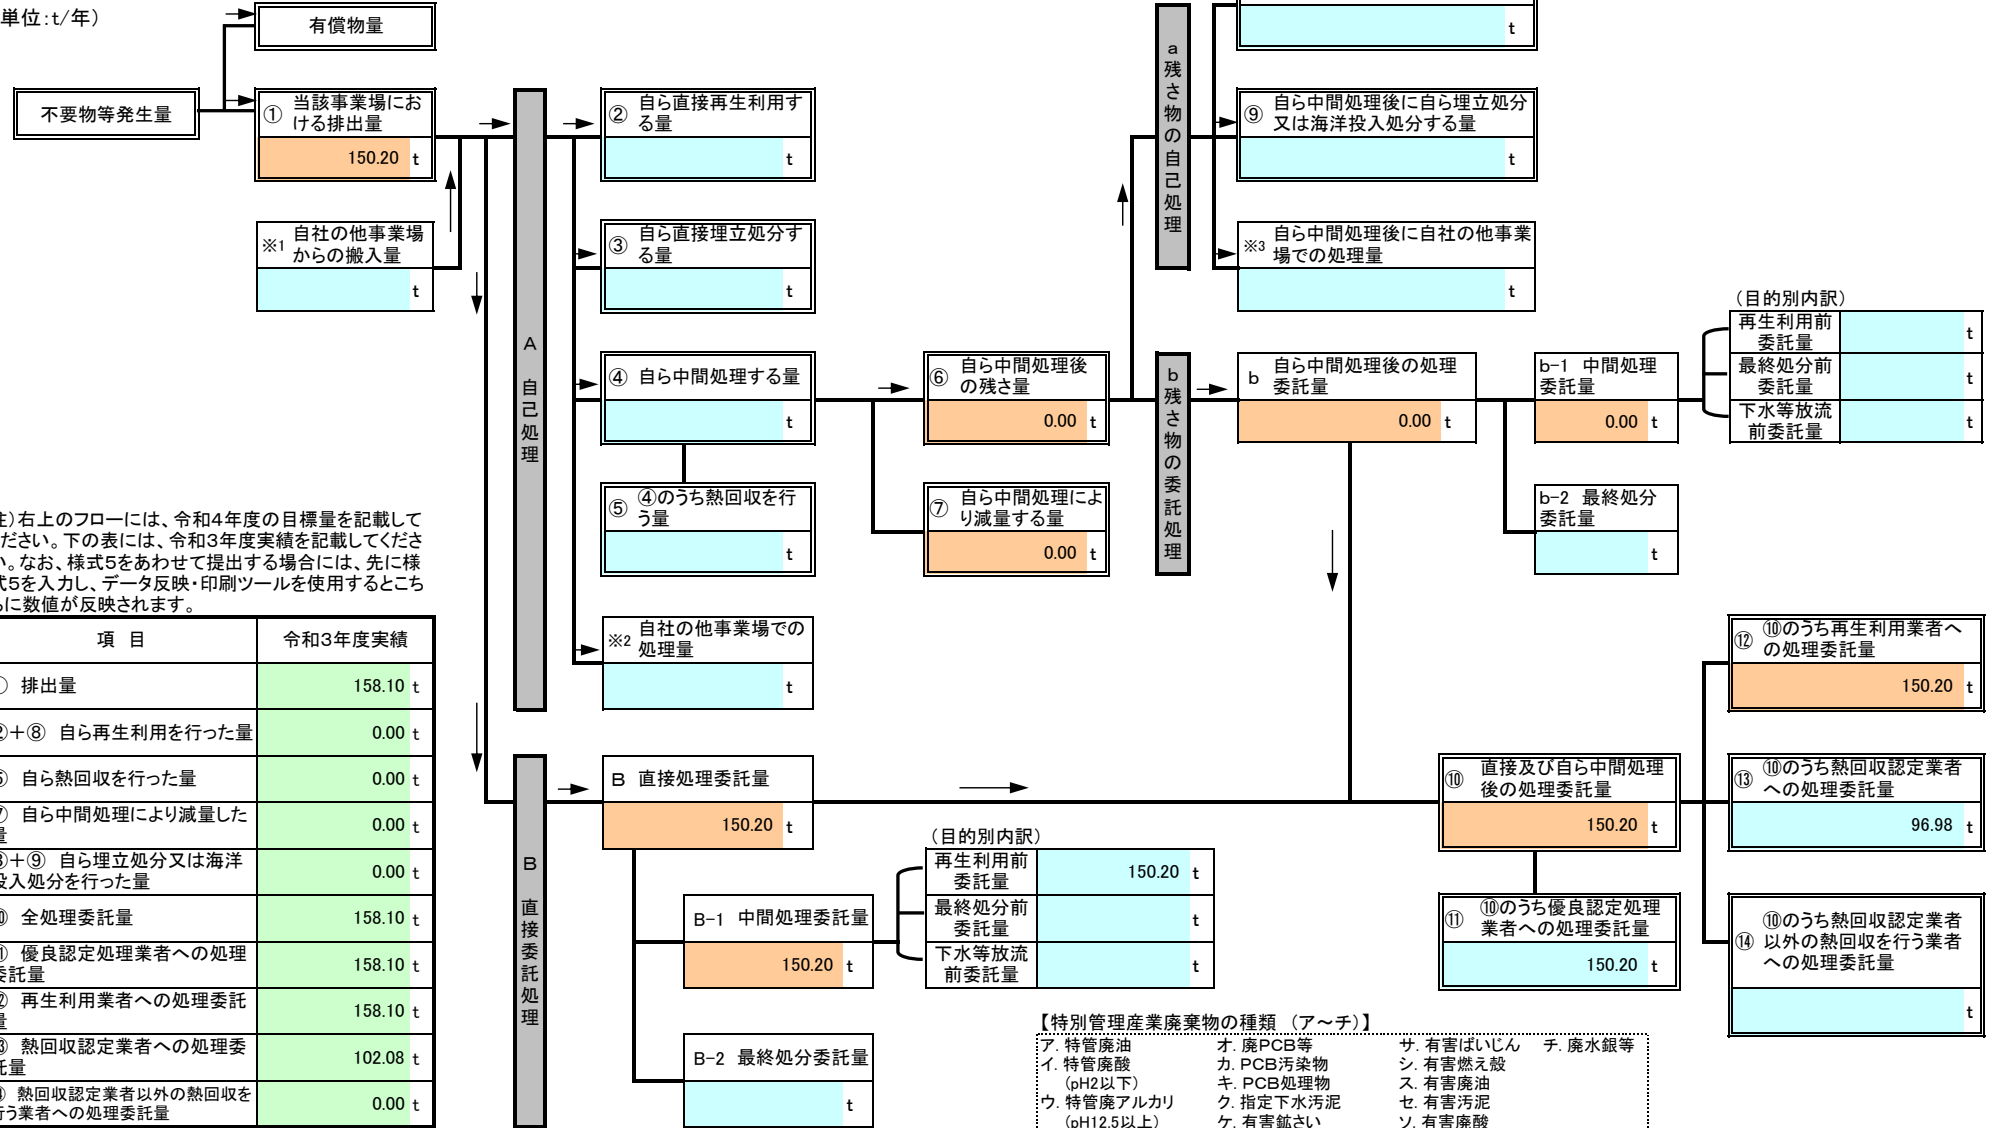 単位：t/年）
有償物量
不要物等発生量
① 当該事業場にお
ける排出量
150.20 t
※1 自社の他事業場
からの搬入量
t
A 自己処理
② 自ら直接再生利用す
る量
t
③ 自ら直接埋立処分す
る量
t
④ 自ら中間処理する量
t
⑤ ④のうち熱回収を行
う量
t
※2 自社の他事業場での
処理量
t
⑥ 自ら中間処理後
の残さ量
0.00 t
⑦ 自ら中間処理によ
り減量する量
0.00 t
a 残さ物の自己処理
t
⑨ 自ら中間処理後に自ら埋立処分
又は海洋投入処分する量
t
※3 自ら中間処理後に自社の他事業
場での処理量
t
b 残さ物の委託処理
b 自ら中間処理後の処理
委託量
0.00 t
b-1 中間処理
委託量
0.00 t
b-2 最終処分
委託量
t
（目的別内訳）
再生利用前
委託量
t
最終処分前
委託量
t
下水等放流
前委託量
t
注）右上のフローには、令和4年度の目標量を記載して
ください。下の表には、令和3年度実績を記載してくださ
い。なお、様式5をあわせて提出する場合には、先に様
式5を入力し、データ反映・印刷ツールを使用するとこち
らに数値が反映されます。
項 目 令和3年度実績
① 排出量 158.10 t
②＋⑧ 自ら再生利用を行った量 0.00 t
⑤ 自ら熱回収を行った量 0.00 t
⑦ 自ら中間処理により減量した
量 0.00 t
③＋⑨ 自ら埋立処分又は海洋
投入処分を行った量 0.00 t
⑩ 全処理委託量 158.10 t
⑪ 優良認定処理業者への処理
委託量 158.10 t
⑫ 再生利用業者への処理委託
量 158.10 t
⑬ 熱回収認定業者への処理委
託量 102.08 t
⑭ 熱回収認定業者以外の熱回収を
行う業者への処理委託量 0.00 t
B 直接委託処理
B 直接処理委託量
150.20 t
B-1 中間処理委託量
150.20 t
B-2 最終処分委託量
t
（目的別内訳）
再生利用前
委託量
150.20 t
最終処分前
委託量
t
下水等放流
前委託量
t
⑩ 直接及び自ら中間処理
後の処理委託量
150.20 t
⑪ ⑩のうち優良認定処理
業者への処理委託量
150.20 t
⑫ ⑩のうち再生利用業者へ
の処理委託量
150.20 t
⑬ ⑩のうち熱回収認定業者
への処理委託量
96.98 t
⑭ ⑩のうち熱回収認定業者
以外の熱回収を行う業者
への処理委託量
t
【特別管理産業廃棄物の種類 （ア～チ）】
ア．特管廃油 オ．廃PCB等 サ．有害ばいじん チ．廃水銀等
イ．特管廃酸 カ．PCB汚染物 シ．有害燃え殻
（pH2以下） キ．PCB処理物 ス．有害廃油
ウ．特管廃アルカリ ク．指定下水汚泥 セ．有害汚泥
（pH12.5以上） ケ．有害鉱さい ソ．有害廃酸